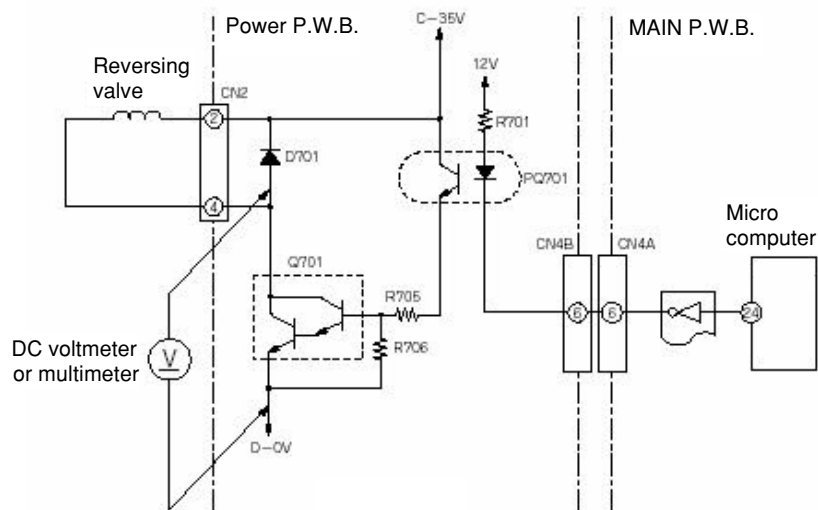 Power P.W.B.
C-35V
MAIN P.W.B.
Reversing
valve
CN2
12V
R701
2
D701
PQ701
4
Micro
computer
CN4B
CN4A
Q701
R705
6
6
24
DC voltmeter
or multimeter
V
R706
D-0V